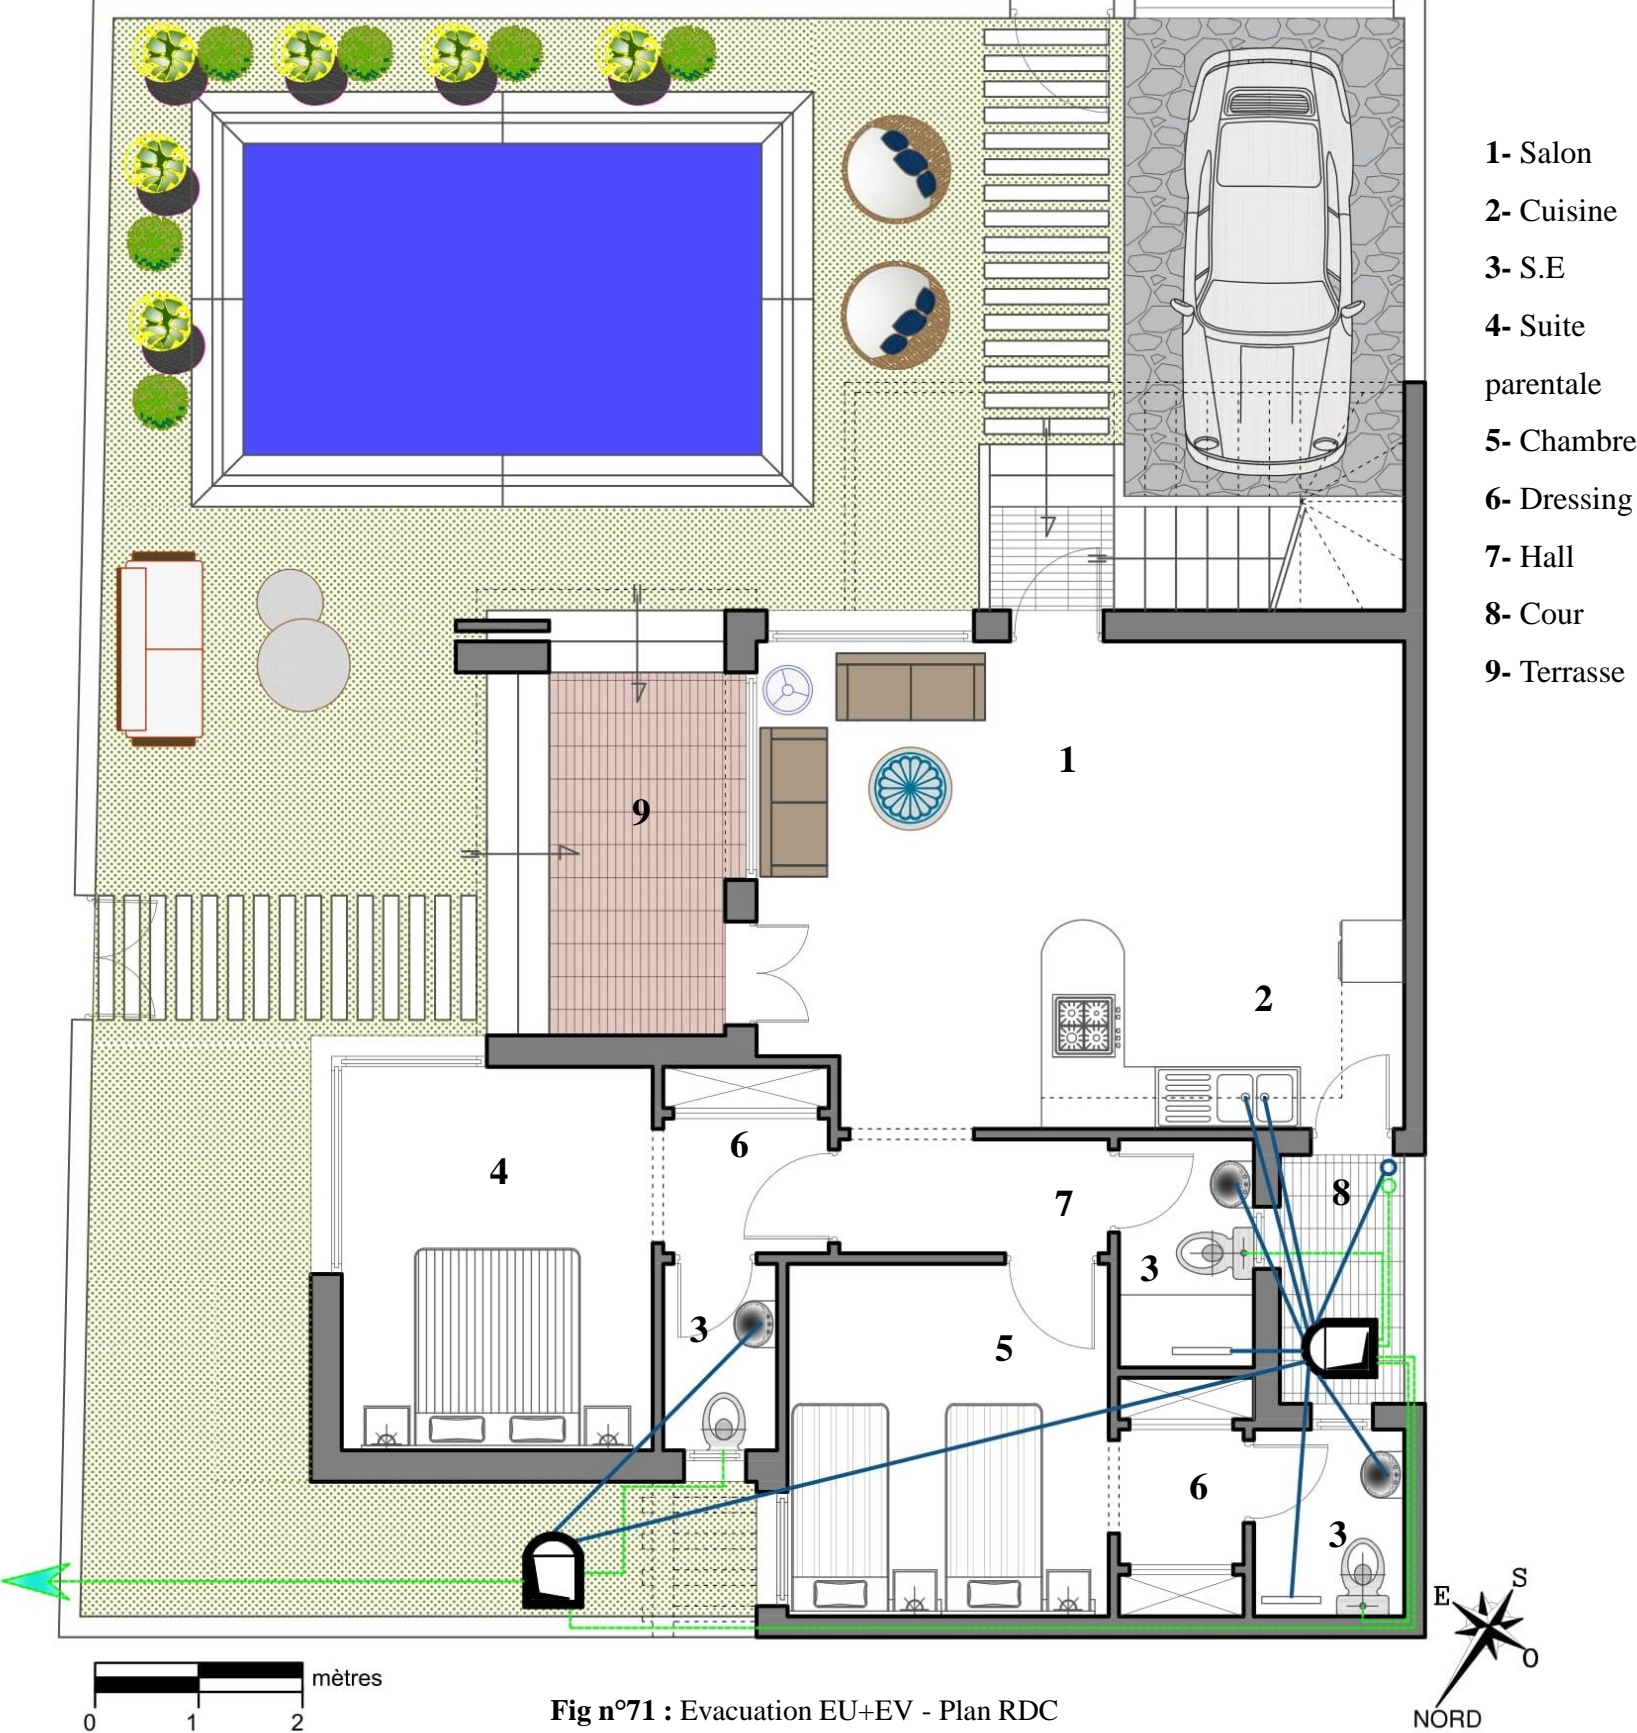 1- Salon
2- Cuisine
3- S.E
4- Suite
parentale
5- Chambre
6- Dressing
7- Hall
8- Cour
9- Terrasse
1
9
2
6
4
8
7
3
3
5
6
3
S
E
O
NORD
mètres
0 1 2
Fig n°71 : Evacuation EU+EV - Plan RDC